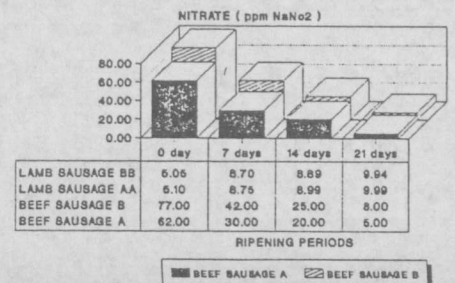 NITRATE ( ppm NaNo2 )
80.00
60.00
40.00
20.00
0.00
0 day 7 days 14 days 21 days
LAMB SAUSAGE BB 5.05 8.70 8.89 9.94
LAMB SAUSAGE AA 5.10 8.75 8.99 9.99
BEEF SAUSAGE B 77.00 42.00 25.00 8.00
BEEF SAUSAGE A 62.00 30.00 20.00 5.00
RIPENING PERIODS
BEEF SAUSAGE A BEEF SAUSAGE B